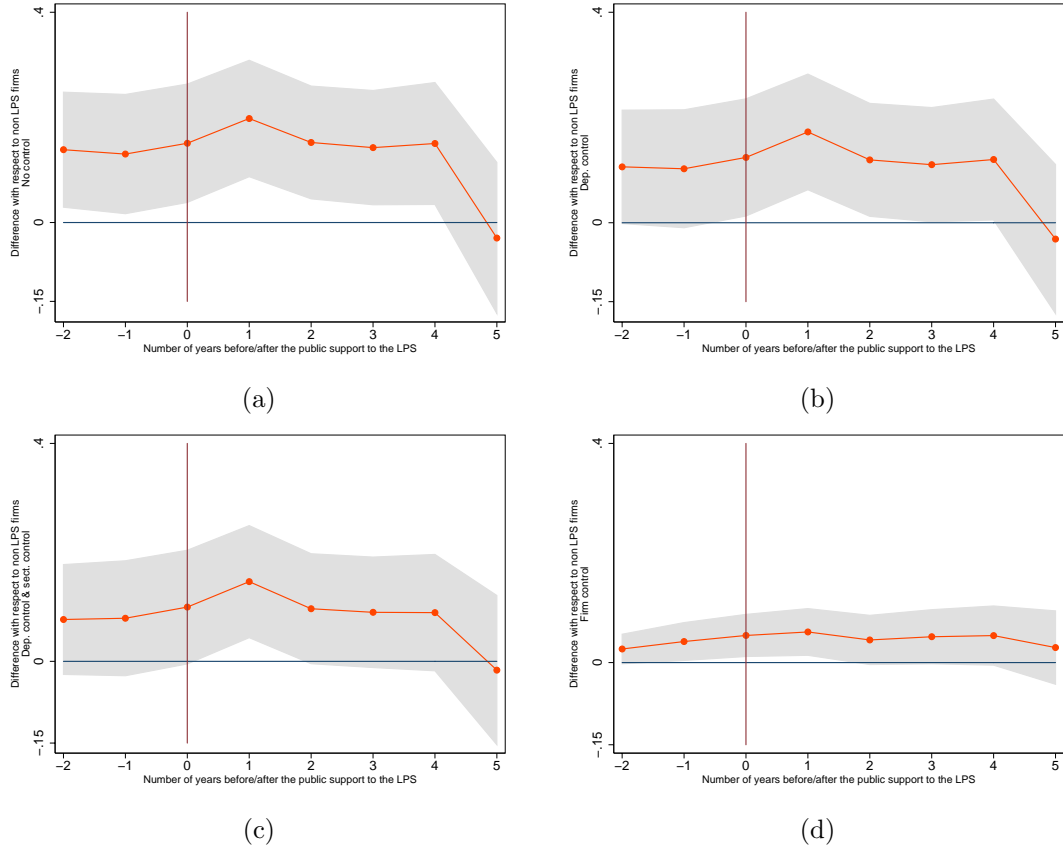 Difference with respect to non LPS firms
No control
.4
0
−.15
−2 −1 0 1 2 3 4 5
Number of years before/after the public support to the LPS
(a)
Difference with respect to non LPS firms
Dep. control
.4
0
−.15
−2 −1 0 1 2 3 4 5
Number of years before/after the public support to the LPS
(b)
Difference with respect to non LPS firms
Dep. control & sect. control
.4
0
−.15
−2 −1 0 1 2 3 4 5
Number of years before/after the public support to the LPS
(c)
Difference with respect to non LPS firms
Firm control
.4
0
−.15
−2 −1 0 1 2 3 4 5
Number of years before/after the public support to the LPS
(d)